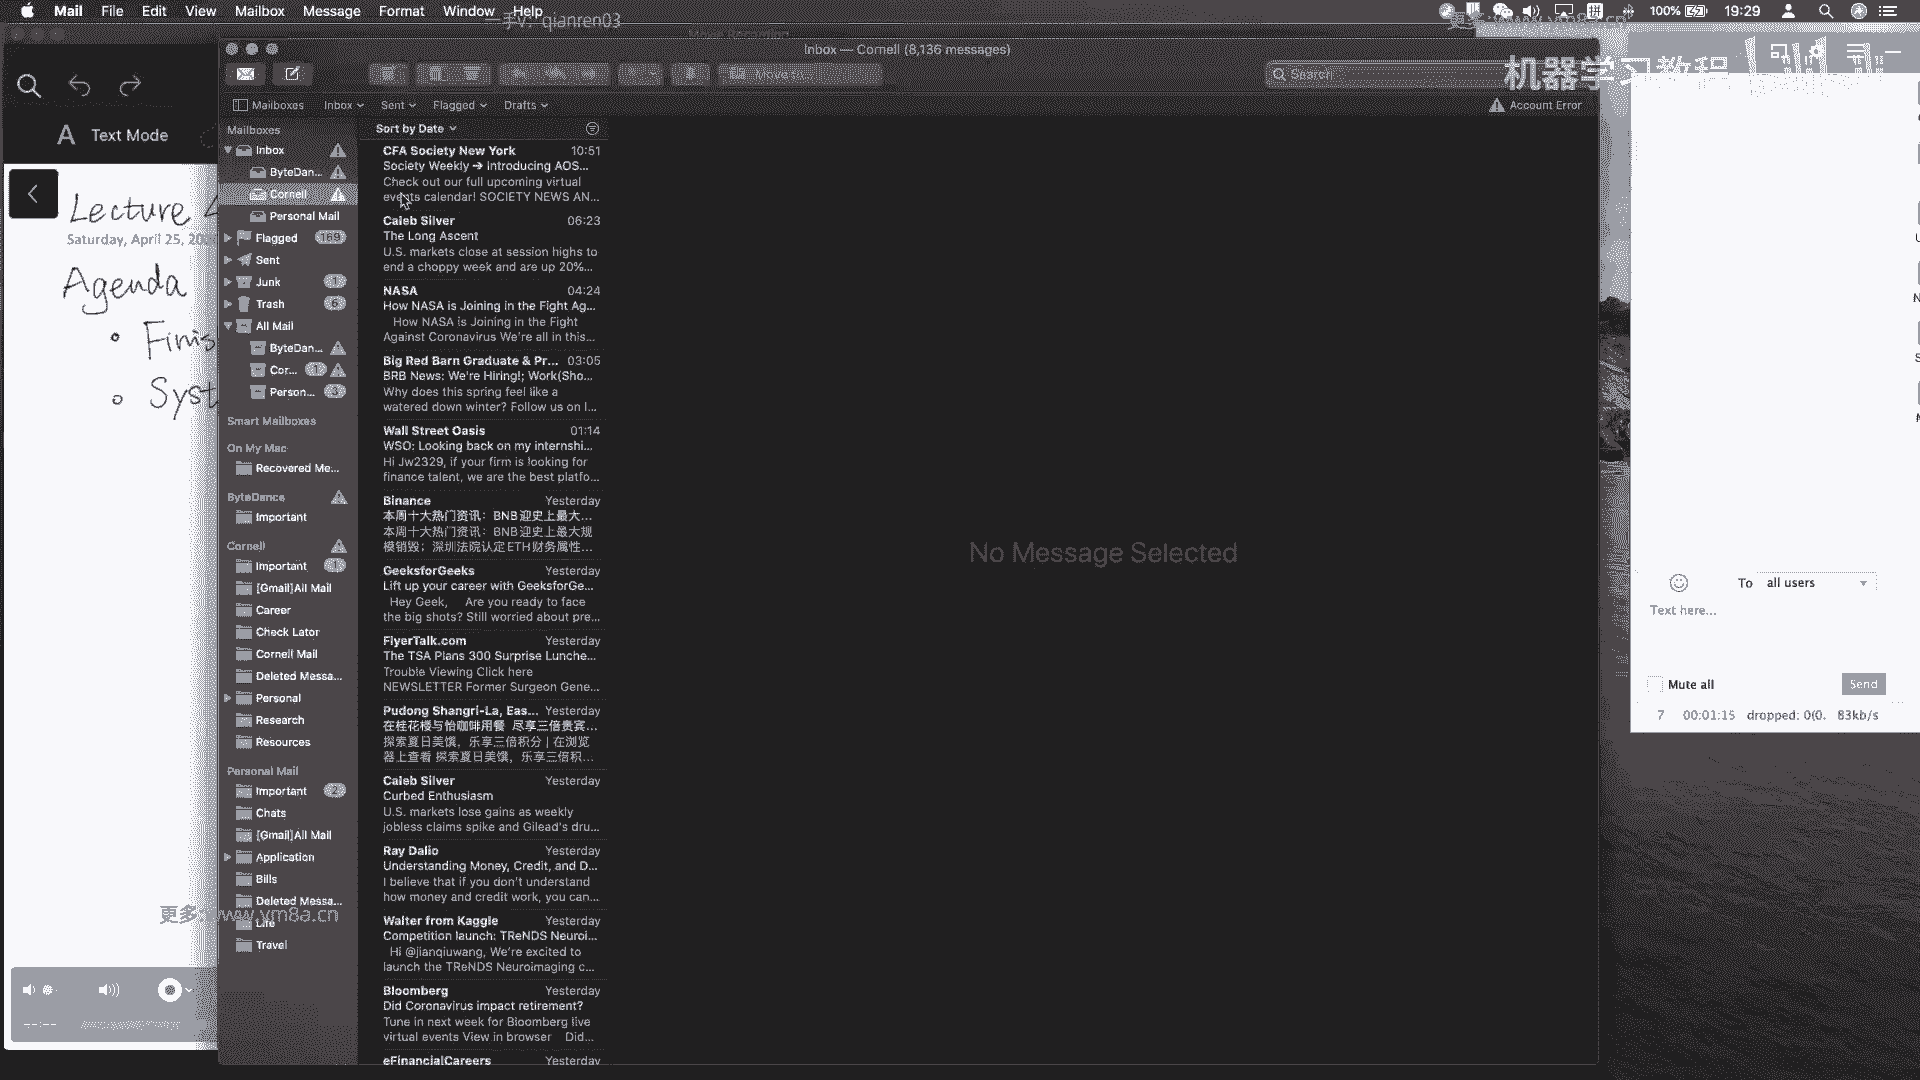 Mail File Edit View Mailbox Message Format Window Help
100% 19:29
一手v: qianren03
Inbox — Cornell (8,136 messages)
Move to...
Search
机器学习教程
Mailboxes Inbox Sent Flagged Drafts
Account Error
Text Mode
Lecture 4
Saturday, April 25, 20
Agenda
Finis
Syst
Mailboxes
Inbox
ByteDan...
Cornell
Personal Mail
Flagged 169
Sent
Junk
Trash
All Mail
ByteDan...
Cor...
Person...
Smart Mailboxes
On My Mac
Recovered Me...
ByteDance
Important
Cornell
Important
[Gmail]All Mail
Career
Check Lator
Cornell Mail
Deleted Messa...
Personal
Research
Resources
Personal Mail
Important 2
Chats
[Gmail]All Mail
Application
Bills
Deleted Messa...
更多:www.ym8a.cn
Life
Travel
Sort by Date
CFA Society New York 10:51
Society Weekly ➔ Introducing AOS...
Check out our full upcoming virtual
events calendar! SOCIETY NEWS AN...
Caleb Silver 06:23
The Long Ascent
U.S. markets close at session highs to
end a choppy week and are up 20%...
NASA 04:24
How NASA is Joining in the Fight Ag...
How NASA is Joining in the Fight
Against Coronavirus We're all in this...
Big Red Barn Graduate & Pr... 03:05
BRB News: We're Hiring!; Work(Sho...
Why does this spring feel like a
watered down winter? Follow us on I...
Wall Street Oasis 01:14
WSO: Looking back on my internshi...
Hi Jw2329, if your firm is looking for
finance talent, we are the best platfo...
Binance Yesterday
本周十大热门资讯：BNB迎史上最大...
本周十大热门资讯：BNB迎史上最大规
模销毁；深圳法院认定ETH财务属性...
GeeksforGeeks Yesterday
Lift up your career with GeeksforGe...
Hey Geek, Are you ready to face
the big shots? Still worried about pre...
FlyerTalk.com Yesterday
The TSA Plans 300 Surprise Lunche...
Trouble Viewing Click here
NEWSLETTER Former Surgeon Gene...
Pudong Shangri-La, Eas... Yesterday
在桂花楼与怡咖啡用餐 尽享三倍贵宾...
探索夏日美馔，乐享三倍积分 | 在浏览
器上查看 探索夏日美馔，乐享三倍积...
Caleb Silver Yesterday
Curbed Enthusiasm
U.S. markets lose gains as weekly
jobless claims spike and Gilead's dru...
Ray Dalio Yesterday
Understanding Money, Credit, and D...
I believe that if you don't understand
how money and credit work, you can...
Walter from Kaggle Yesterday
Competition launch: TReNDS Neuroi...
Hi @jianqiuwang, We're excited to
launch the TReNDS Neuroimaging c...
Bloomberg Yesterday
Did Coronavirus impact retirement?
Tune in next week for Bloomberg live
virtual events View in browser Did...
eFinancialCareers Yesterday
No Message Selected
To all users
Text here...
Mute all
Send
7 00:01:15 dropped: 0(0. 83kb/s